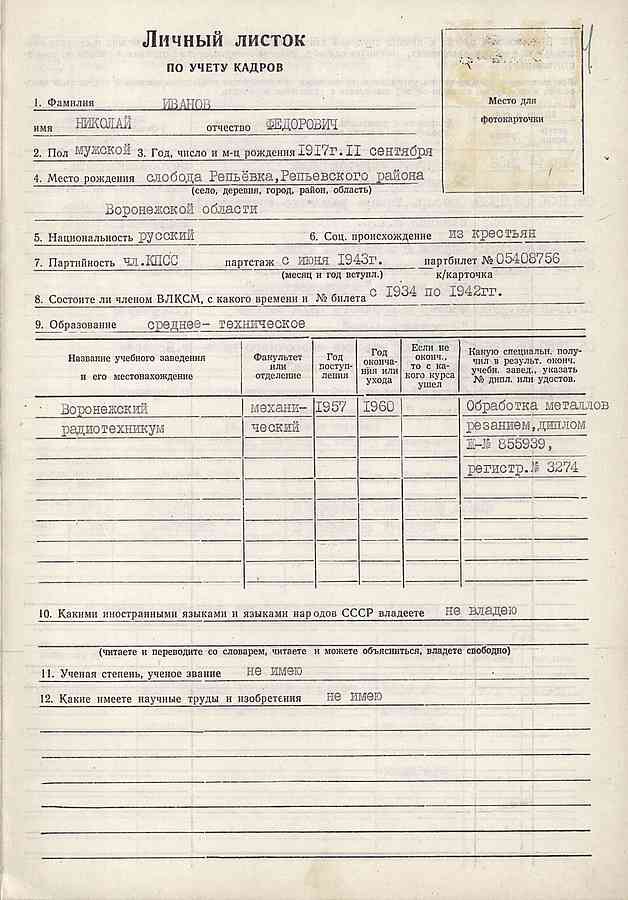 Личный листок
ПО УЧЕТУ КАДРОВ
Место для
фотокарточки
1. Фамилия ИВАНОВ
имя НИКОЛАЙ отчество ФЕДОРОВИЧ
2. Пол мужской 3. Год, число и м-ц рождения 1917г.II сентября
4. Место рождения слобода Репьёвка,Репьевского района
(село, деревня, город, район, область)
Воронежской области
5. Национальность русский 6. Соц. происхождение из крестьян
7. Партийность чл.КПСС партстаж с июня 1943г. партбилет № 05408756
(месяц и год вступл.) к/карточка
8. Состоите ли членом ВЛКСМ, с какого времени и № билета с 1934 по 1942гг.
9. Образование среднее- техническое
Название учебного заведения и его местонахождение
Факультет или отделение
Год поступления
Год окончания или ухода
Если не оконч., то с какого курса ушел
Какую специальн. получил в результ. оконч. учебн. завед., указать № дипл. или удостов.
Воронежский механи- 1957 1960 Обработка металлов
радиотехникум ческий резанием,диплом
Ш-№ 855939,
регистр.№ 3274
10. Какими иностранными языками и языками народов СССР владеете не владею
(читаете и переводите со словарем, читаете и можете объясниться, владете свободно)
11. Ученая степень, ученое звание не имею
12. Какие имеете научные труды и изобретения не имею